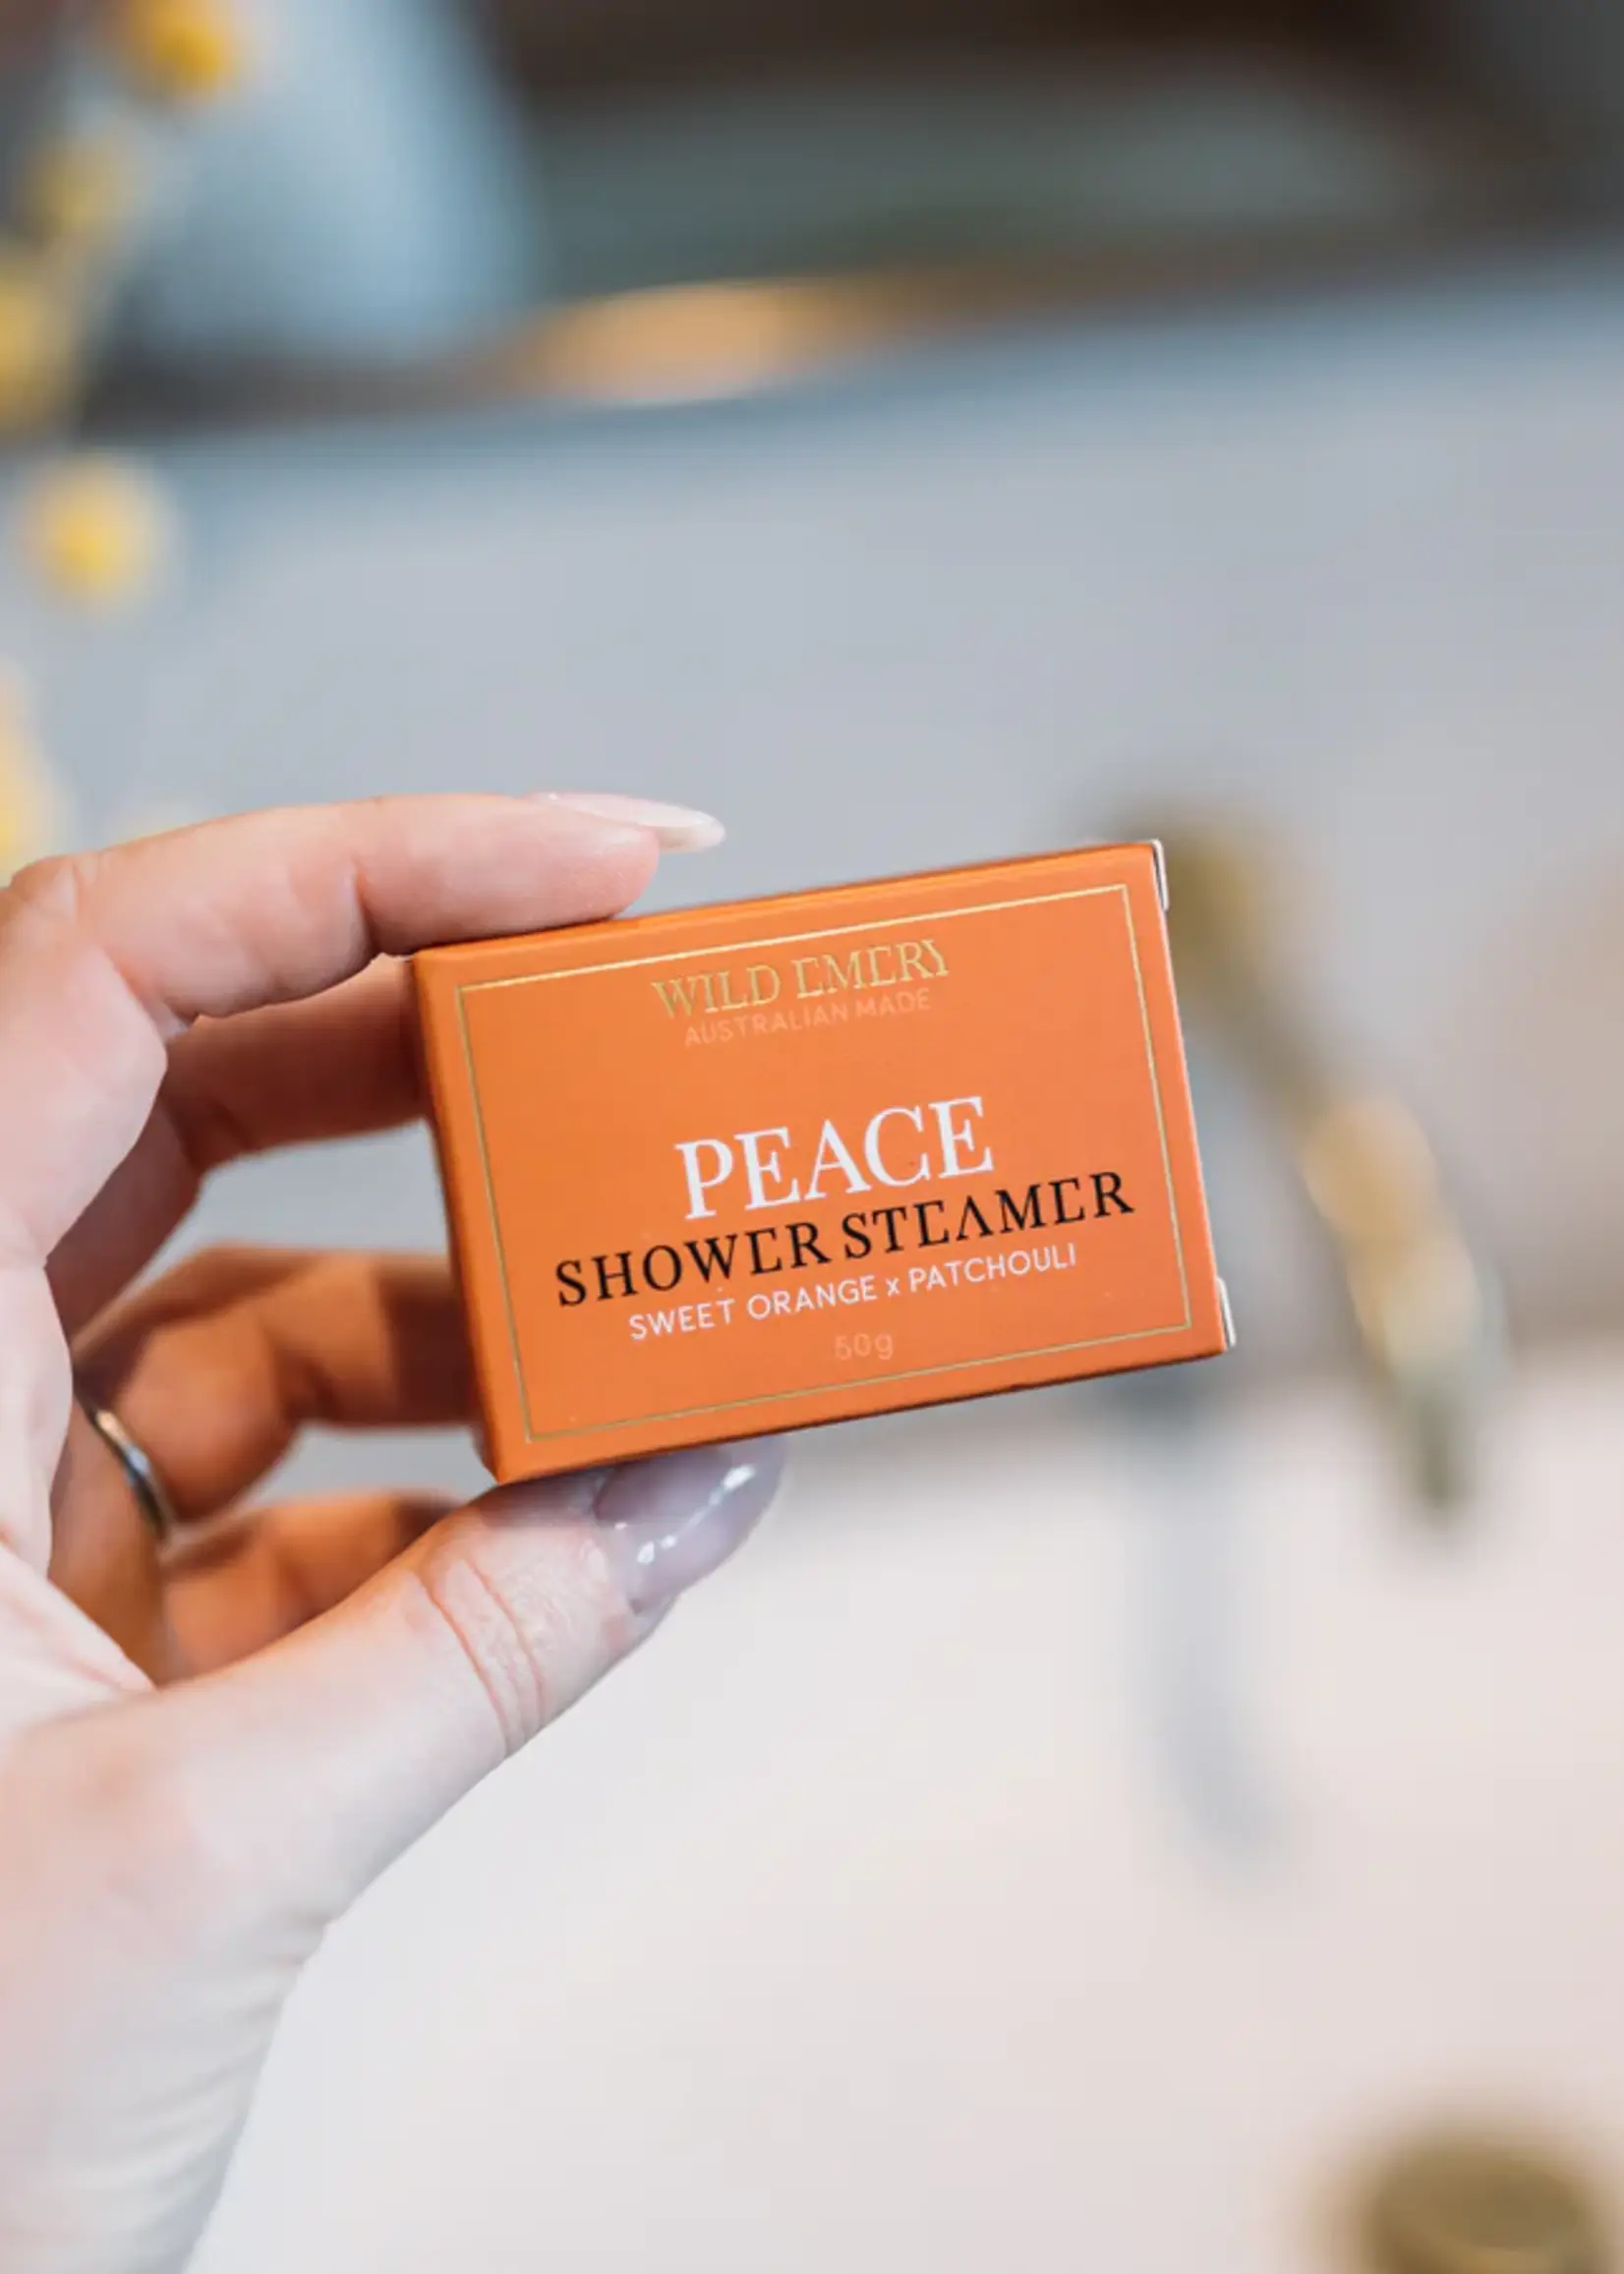 WILD EMERY
AUSTRALIAN MADE
PEACE
SHOWER STEAMER
SWEET ORANGE x PATCHOULI
50g